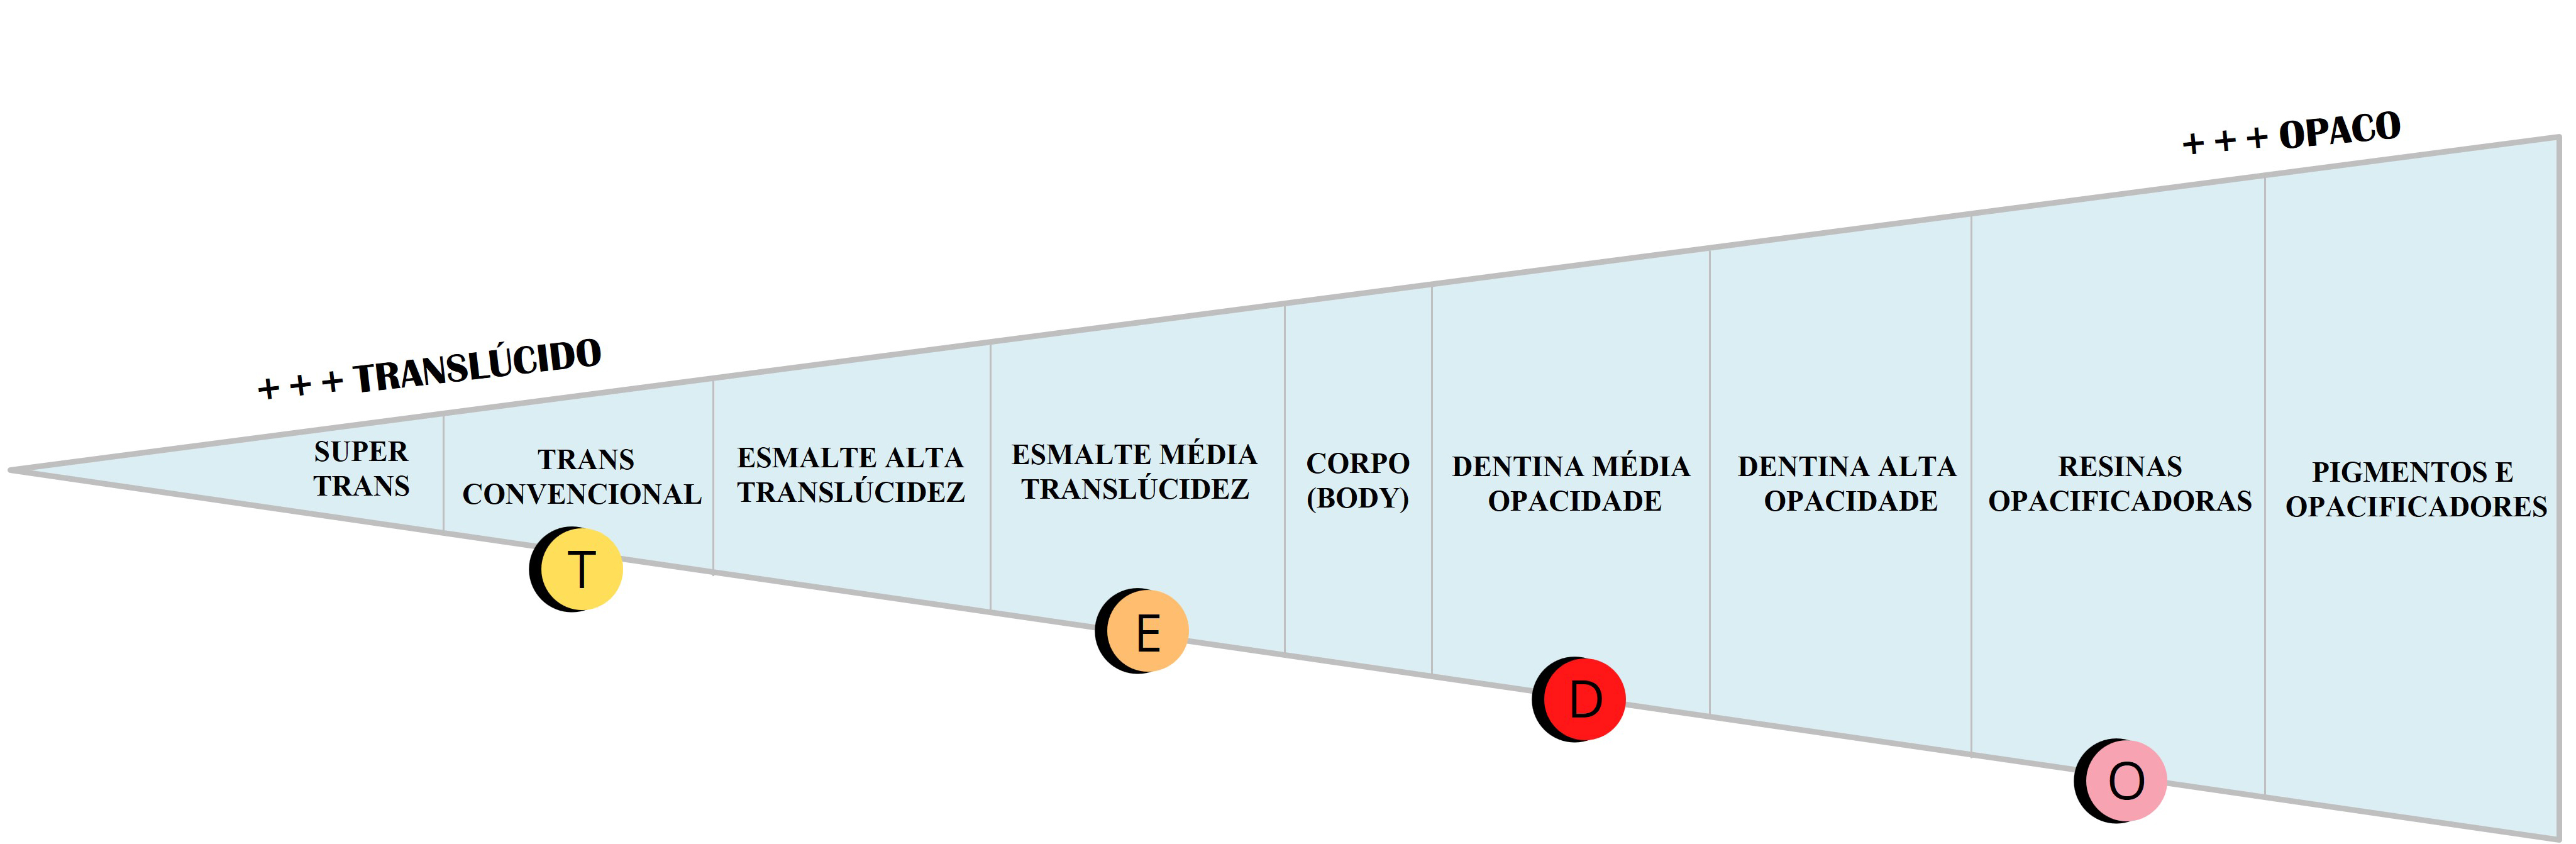 + + + OPACO
+ + + TRANSLÚCIDO
SUPER
TRANS
TRANS
CONVENCIONAL
ESMALTE ALTA
TRANSLÚCIDEZ
ESMALTE MÉDIA
TRANSLÚCIDEZ
CORPO
(BODY)
DENTINA MÉDIA
OPACIDADE
DENTINA ALTA
OPACIDADE
RESINAS
OPACIFICADORAS
PIGMENTOS E
OPACIFICADORES
T
E
D
O